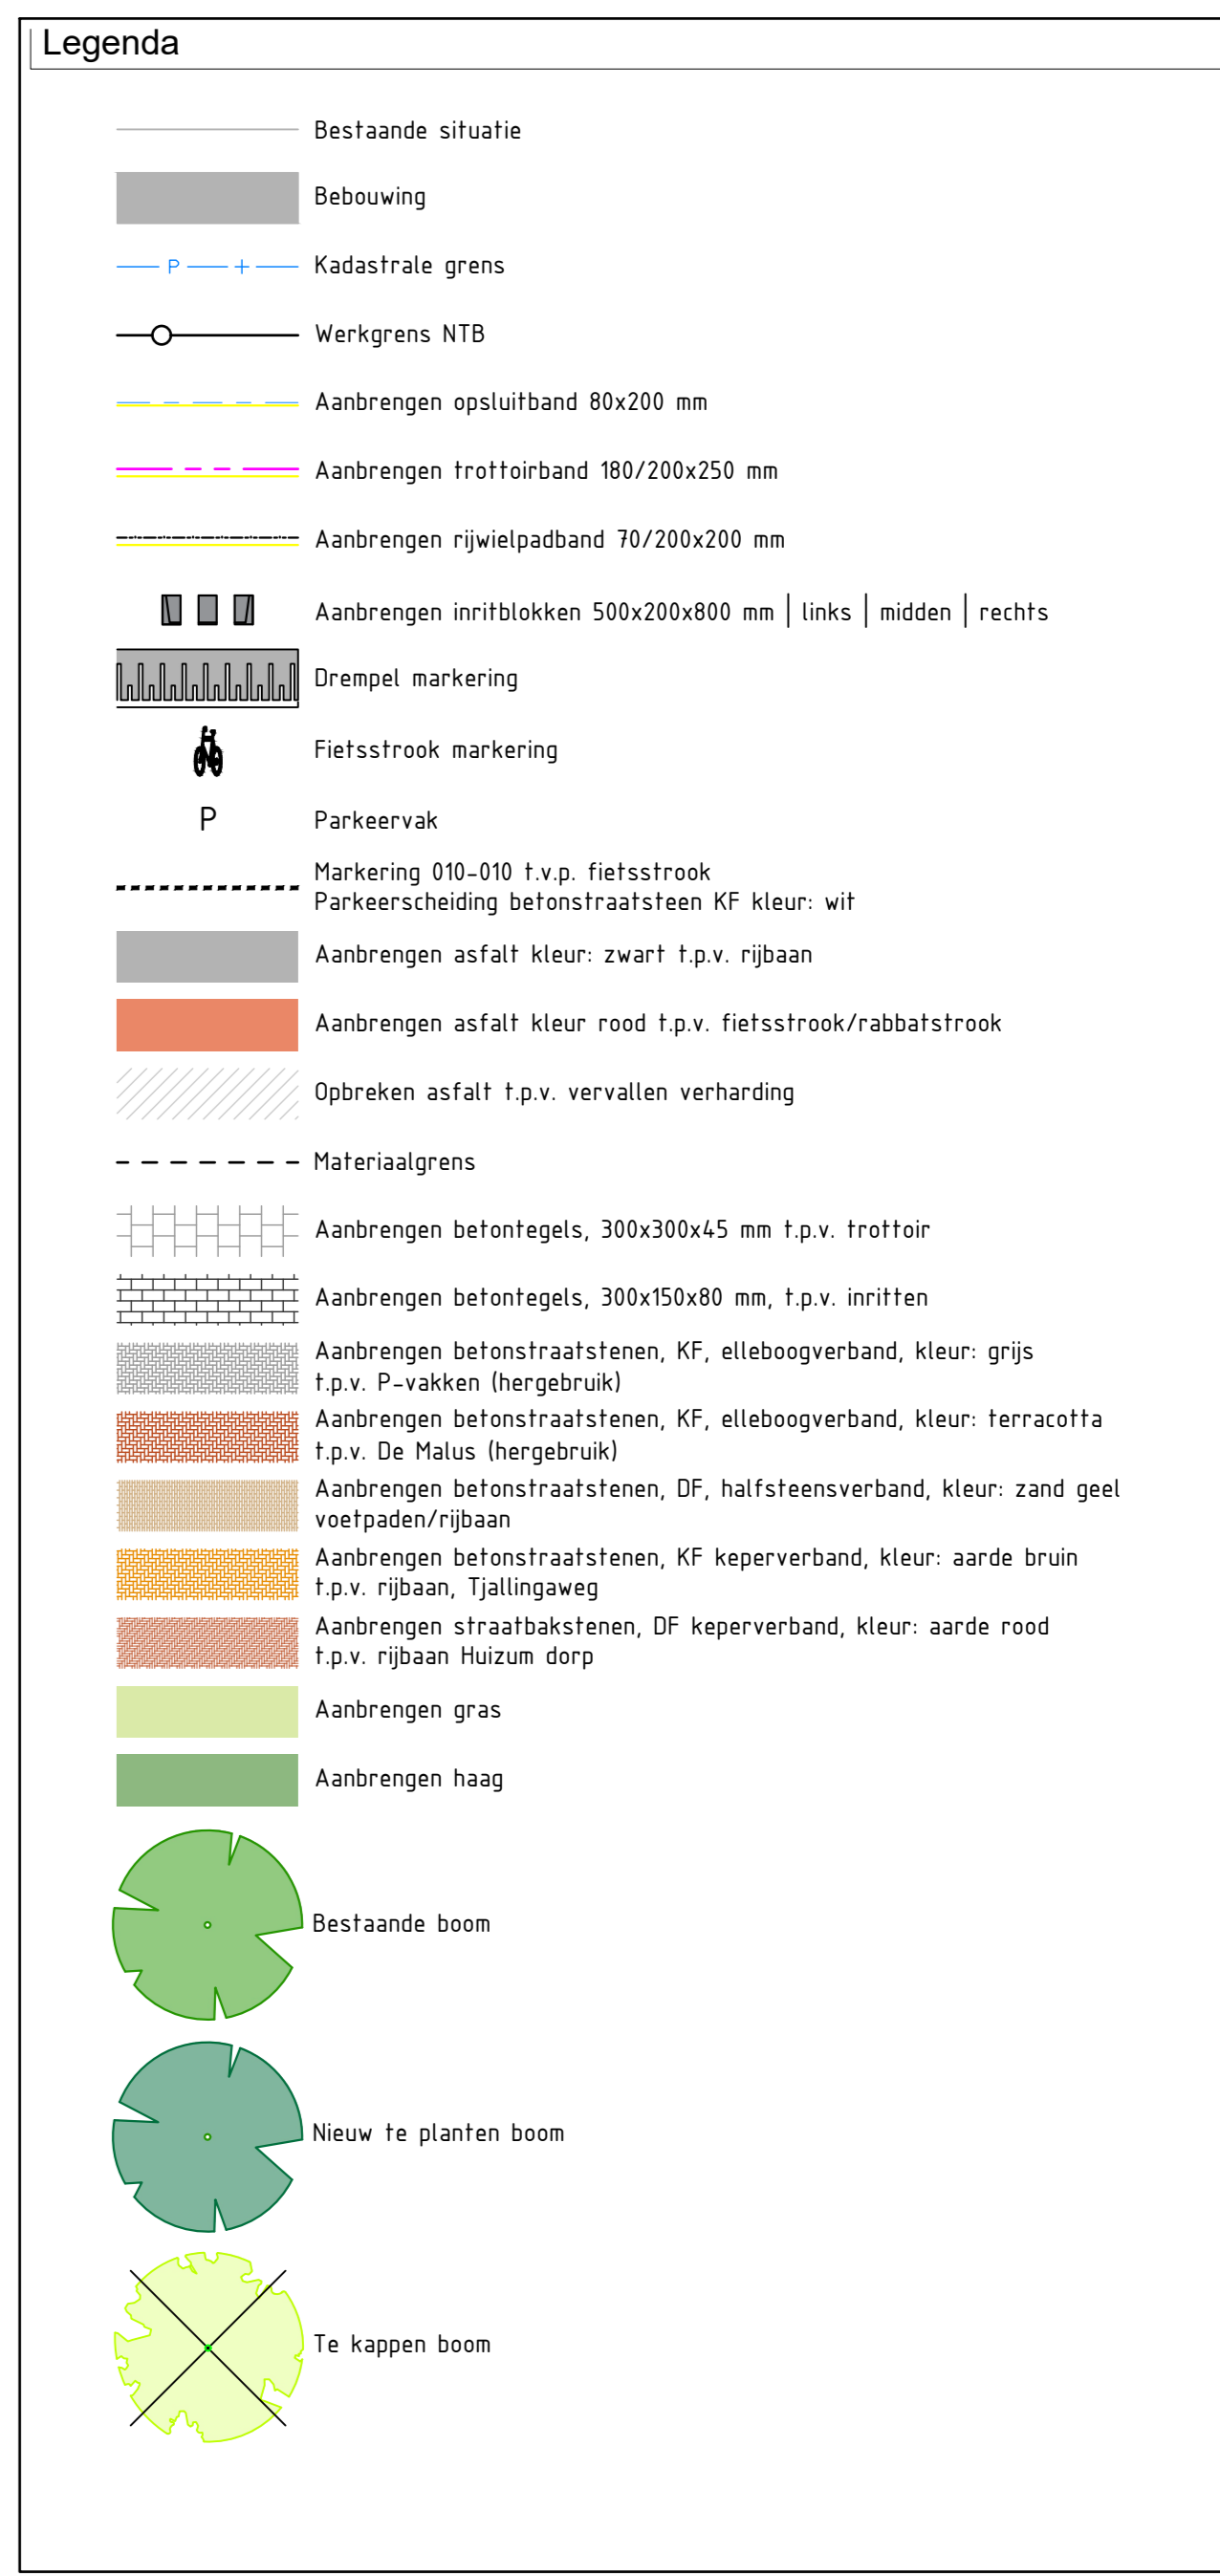 Legenda
Bestaande situatie
Bebouwing
P
Kadastrale grens
Werkgrens NTB
Aanbrengen opsluitband 80x200 mm
Aanbrengen trottoirband 180/200x250 mm
Aanbrengen rijwielpadband 70/200x200 mm
Aanbrengen inritblokken 500x200x800 mm | links | midden | rechts
Drempel markering
Fietsstrook markering
P Parkeervak
Markering 010-010 t.v.p. fietsstrook
Parkeerscheiding betonstraatsteen KF kleur: wit
Aanbrengen asfalt kleur: zwart t.p.v. rijbaan
Aanbrengen asfalt kleur rood t.p.v. fietsstrook/rabbatstrook
Opbreken asfalt t.p.v. vervallen verharding
Materiaalgrens
Aanbrengen betontegels, 300x300x45 mm t.p.v. trottoir
Aanbrengen betontegels, 300x150x80 mm, t.p.v. inritten
Aanbrengen betonstraatstenen, KF, elleboogverband, kleur: grijs
t.p.v. P-vakken (hergebruik)
Aanbrengen betonstraatstenen, KF, elleboogverband, kleur: terracotta
t.p.v. De Malus (hergebruik)
Aanbrengen betonstraatstenen, DF, halfsteensverband, kleur: zand geel
voetpaden/rijbaan
Aanbrengen betonstraatstenen, KF keperverband, kleur: aarde bruin
t.p.v. rijbaan, Tjallingaweg
Aanbrengen straatbakstenen, DF keperverband, kleur: aarde rood
t.p.v. rijbaan Huizum dorp
Aanbrengen gras
Aanbrengen haag
Bestaande boom
Nieuw te planten boom
Te kappen boom